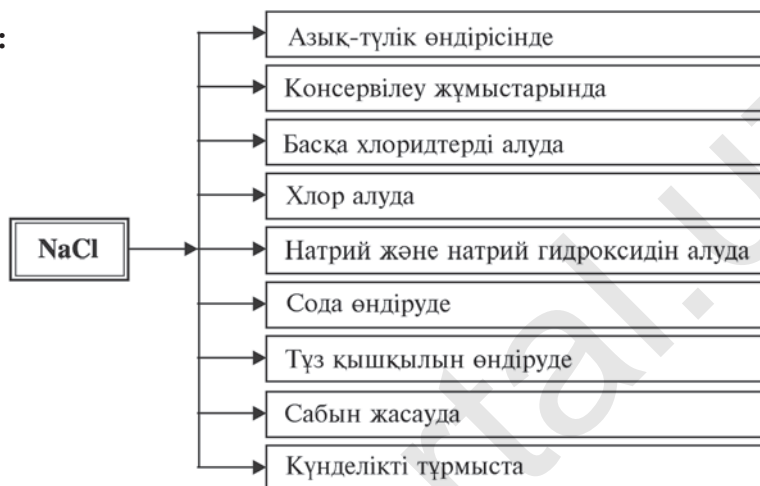 :
Азық-түлік өндірісінде
Консервілеу жұмыстарында
Басқа хлоридтерді алуда
Хлор алуда
NaCl
Натрий және натрий гидроксидін алуда
Сода өндіруде
Тұз қышқылын өндіруде
Сабын жасауда
Күнделікті тұрмыста